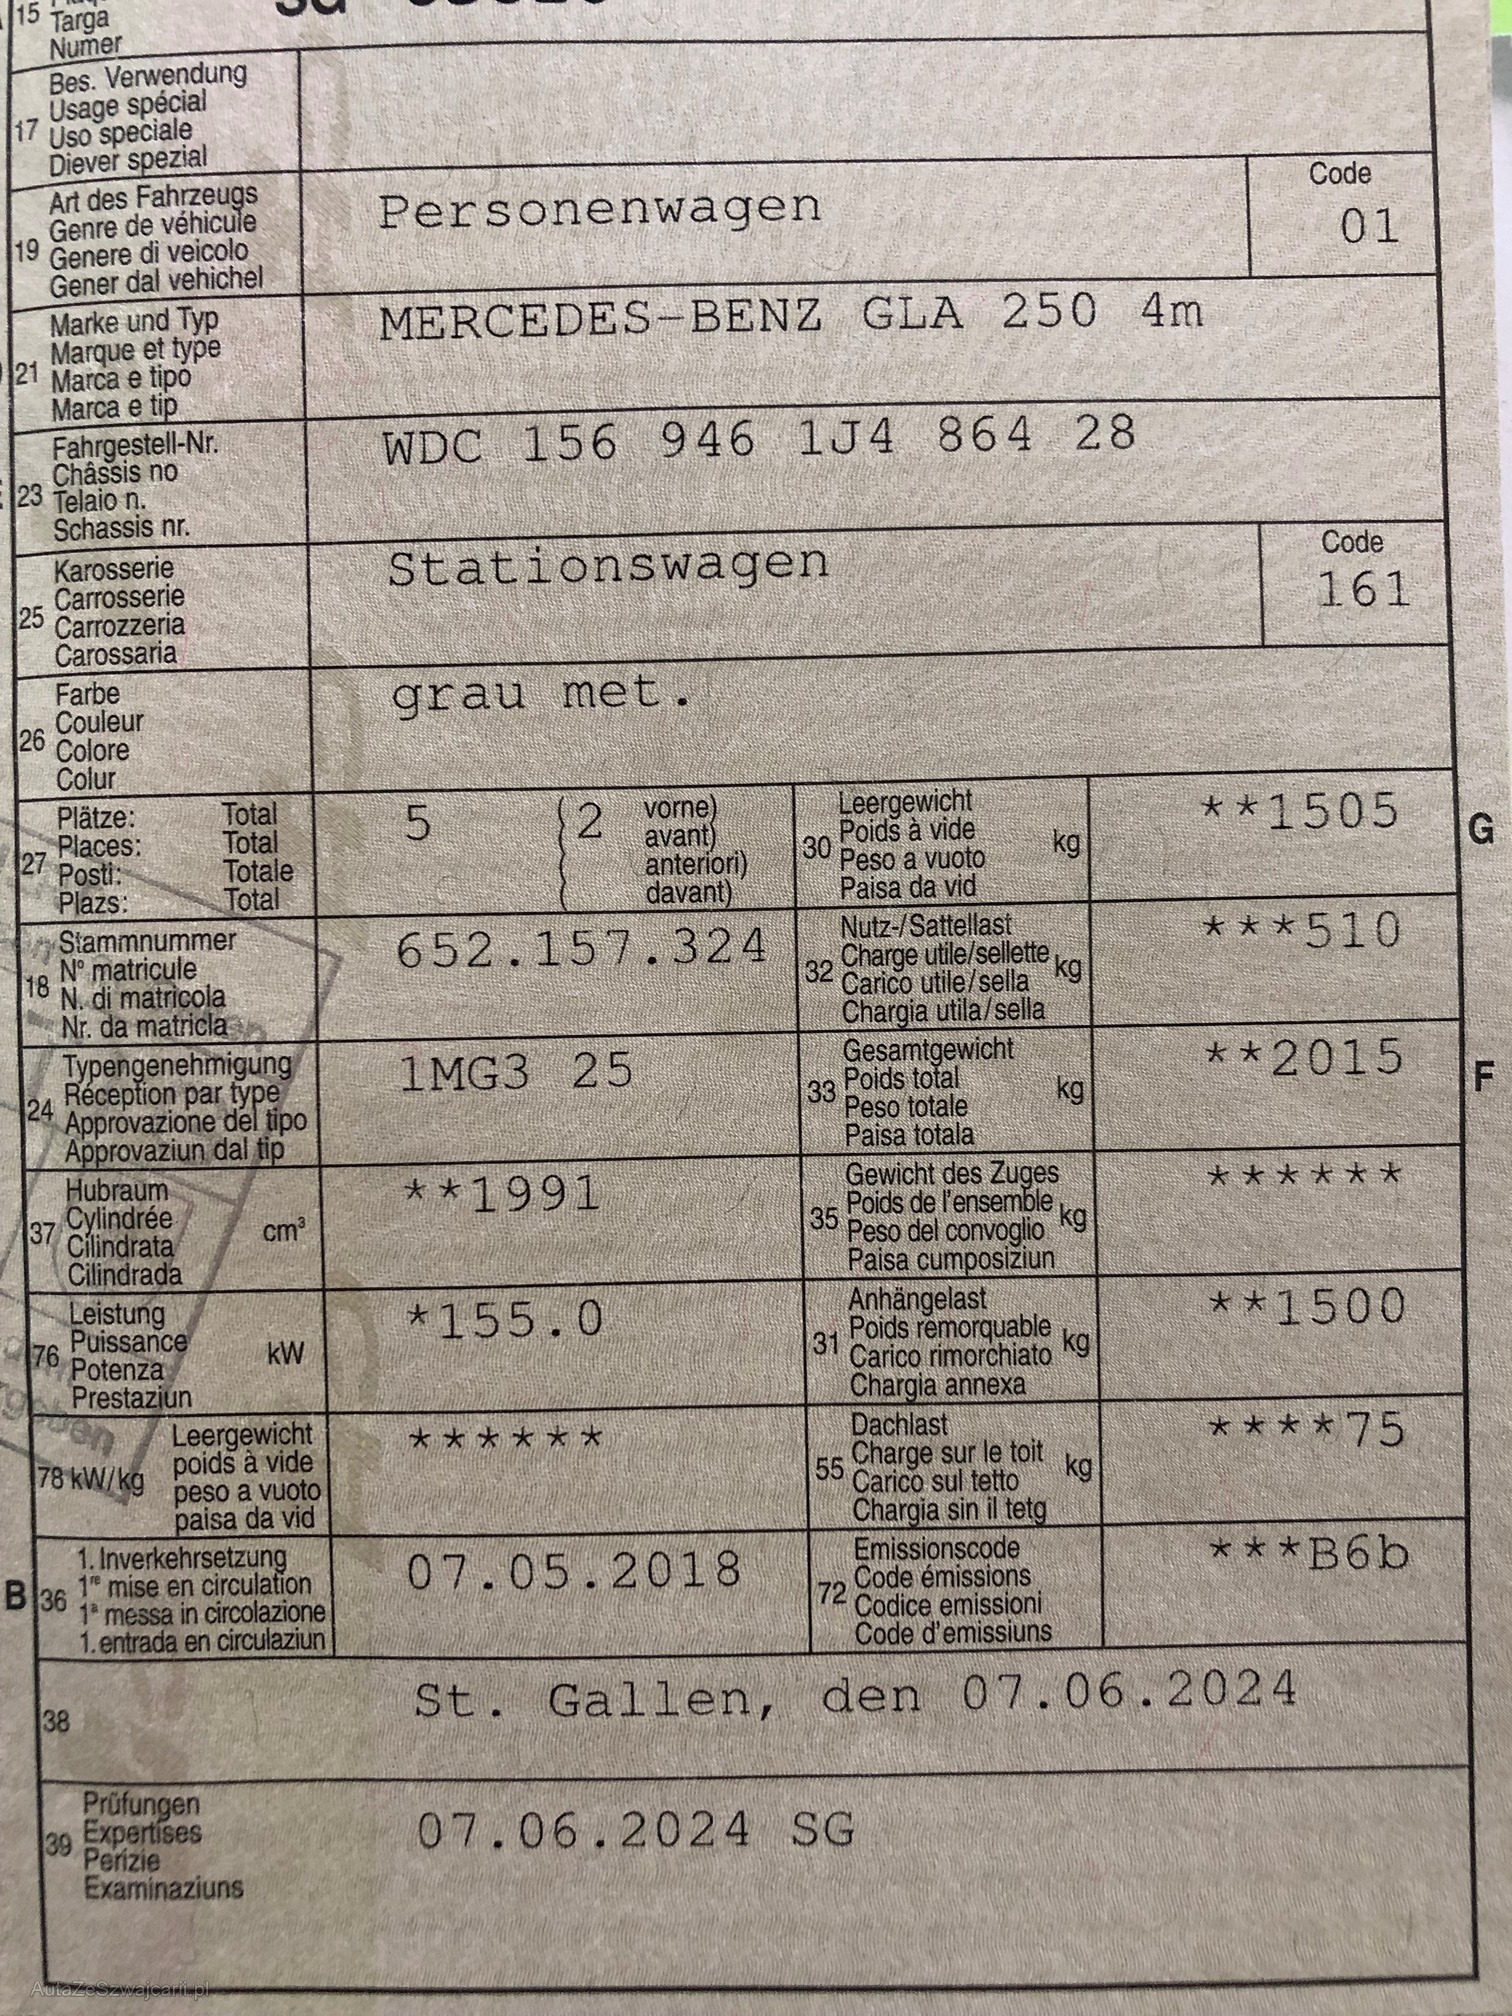 15 Targa
Numer
Bes. Verwendung
Usage spécial
17 Uso speciale
Diever spezial
Art des Fahrzeugs
Genre de véhicule
19 Genere di veicolo
Gener dal vehichel
Personenwagen
Code
01
Marke und Typ
Marque et type
21 Marca e tipo
Marca e tip
MERCEDES-BENZ GLA 250 4m
Fahrgestell-Nr.
Châssis no
23 Telaio n.
Schassis nr.
WDC 156 946 1J4 864 28
Karosserie
Carrosserie
25 Carrozzeria
Carossaria
Stationswagen
Code
161
Farbe
Couleur
26 Colore
Colur
grau met.
Plätze: Total
Places: Total
27 Posti: Totale
Plazs: Total
5 (2 vorne)
avant)
anteriori)
davant)
Leergewicht
30 Poids à vide kg
Peso a vuoto
Paisa da vid
**1505
G
Stammnummer
N° matricule
18 N. di matricola
Nr. da matricla
652.157.324
Nutz-/Sattellast
Charge utile/sellette
32 Carico utile/sella kg
Chargia utila/sella
***510
Typengenehmigung
Réception par type
24 Approvazione del tipo
Approvaziun dal tip
1MG3 25
Gesamtgewicht
33 Poids total kg
Peso totale
Paisa totala
**2015
F
Hubraum
37 Cylindrée cm³
Cilindrata
Cilindrada
**1991
Gewicht des Zuges
35 Poids de l'ensemble kg
Peso del convoglio
Paisa cumposiziun
******
Leistung
76 Puissance kW
Potenza
Prestaziun
*155.0
Anhängelast
31 Poids remorquable kg
Carico rimorchiato
Chargia annexa
**1500
Leergewicht
78 kW/kg poids à vide
peso a vuoto
paisa da vid
******
Dachlast
55 Charge sur le toit kg
Carico sul tetto
Chargia sin il tetg
****75
1. Inverkehrsetzung
B 36 1re mise en circulation
1a messa in circolazione
1. entrada en circulaziun
07.05.2018
Emissionscode
72 Code émissions
Codice emissioni
Code d'emissiuns
***B6b
38
St. Gallen, den 07.06.2024
Prüfungen
39 Expertises
Perizie
Examinaziuns
07.06.2024 SG
AutaZeSzwajcarii.pl